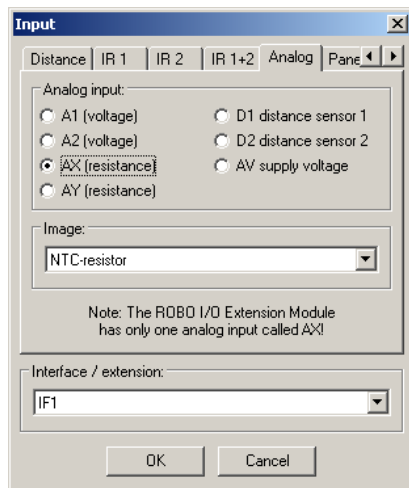 Input
Distance IR 1 IR 2 IR 1+2 Analog Pane
Analog input:
A1 (voltage) D1 distance sensor 1
A2 (voltage) D2 distance sensor 2
AX (resistance) AV supply voltage
AY (resistance)
Image:
NTC-resistor
Note: The ROBO I/O Extension Module
has only one analog input called AX!
Interface / extension:
IF1
OK Cancel